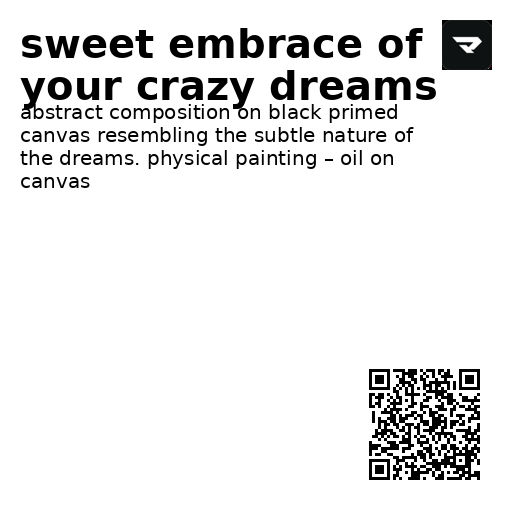 sweet embrace of
your crazy dreams
abstract composition on black primed
canvas resembling the subtle nature of
the dreams. physical painting – oil on
canvas